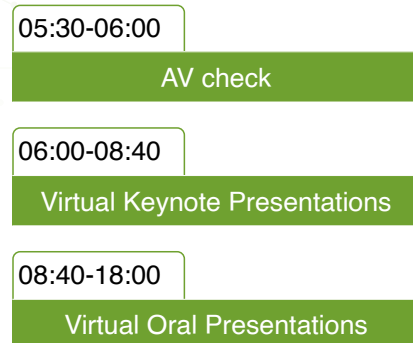 05:30-06:00
AV check
06:00-08:40
Virtual Keynote Presentations
08:40-18:00
Virtual Oral Presentations